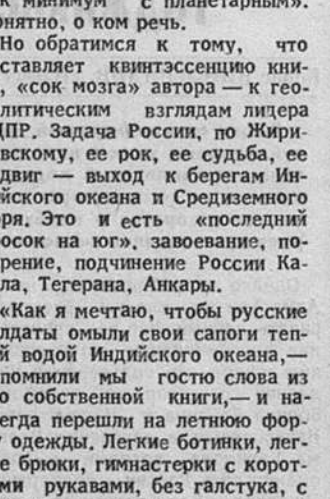 к минимум с планетарным».
онятно, о ком речь.
Но обратимся к тому, что
ставляет квинтэссенцию кни-
, «сок мозга» автора — к гео-
литическим взглядам лидера
ДПР. Задача России, по Жири-
вскому, ее рок, ее судьба, ее
двиг — выход к берегам Ин-
йского океана и Средиземного
ря. Это и есть «последний
осок на юг». завоевание, по-
рение, подчинение России Ка-
ла, Тегерана, Анкары.
«Как я мечтаю, чтобы русские
лдаты омыли свои сапоги теп-
й водой Индийского океана,—
помнили мы гостю слова из
о собственной книги,— и на-
егда перешли на летнюю фор-
у одежды. Легкие ботинки, лег-
е брюки, гимнастерки с корот-
ми рукавами, без галстука, с